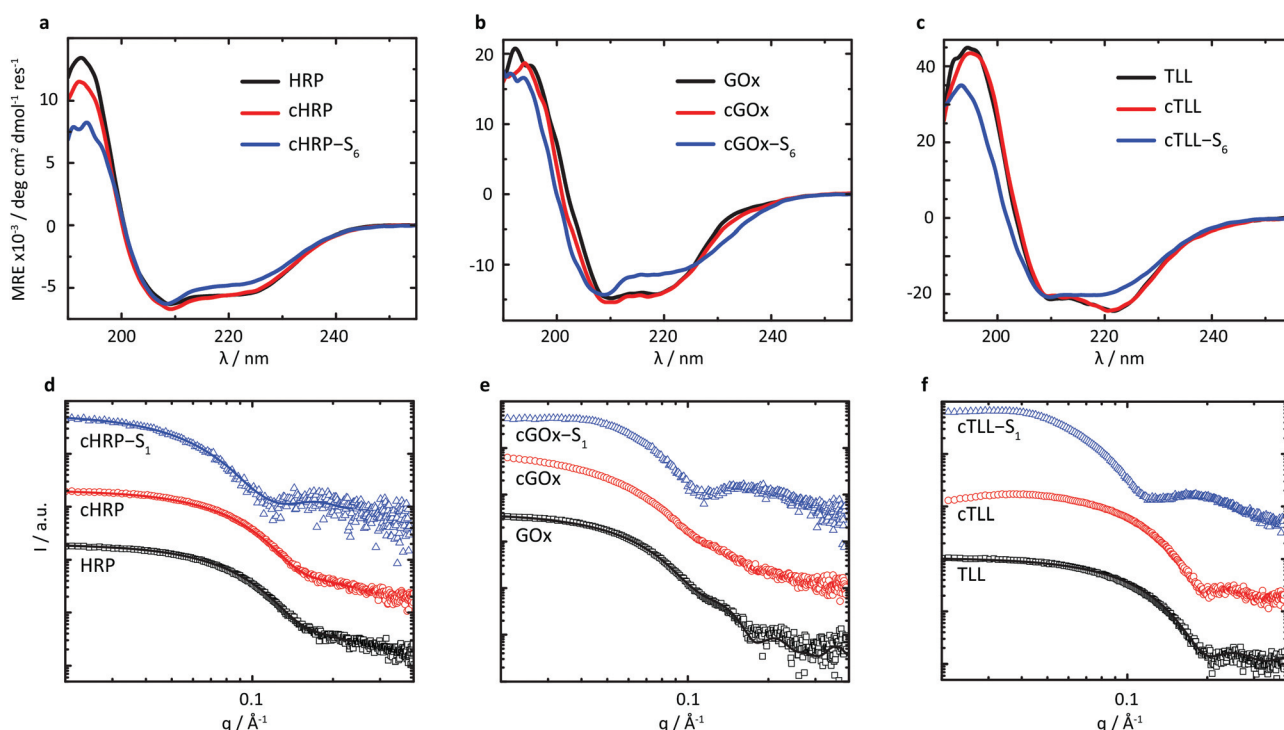 a
MRE x10⁻³ / deg cm² dmol⁻¹ res⁻¹
10
5
0
-5
200
220
240
λ / nm
HRP
cHRP
cHRP–S₆
b
20
10
0
-10
200
220
240
λ / nm
GOx
cGOx
cGOx–S₆
c
40
20
0
-20
200
220
240
λ / nm
TLL
cTLL
cTLL–S₆
d
I / a.u.
cHRP–S₁
cHRP
HRP
0.1
q / Å⁻¹
e
cGOx–S₁
cGOx
GOx
0.1
q / Å⁻¹
f
cTLL–S₁
cTLL
TLL
0.1
q / Å⁻¹